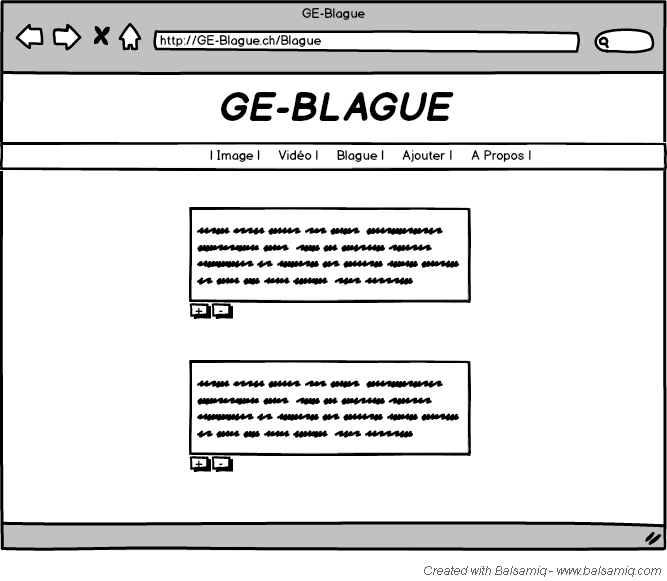 GE-Blague
http://GE-Blague.ch/Blague
GE-BLAGUE
| Image | Vidéo | Blague | Ajouter | A Propos |
+ -
+ -
Created with Balsamiq - www.balsamiq.com